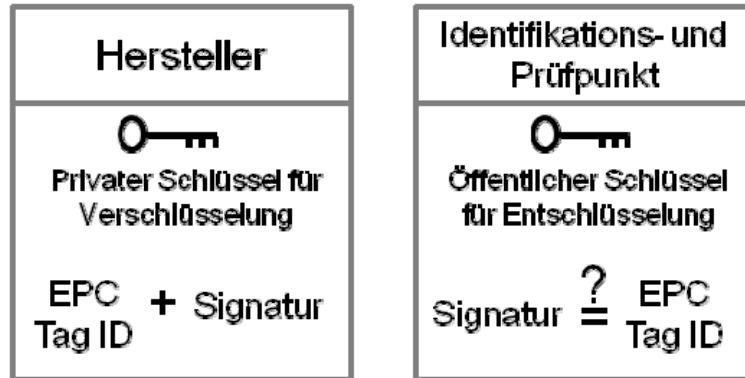 Hersteller
Privater Schlüssel für
Verschlüsselung
EPC
Tag ID
+ Signatur
Identifikations- und
Prüfpunkt
Öffentlicher Schlüssel
für Entschlüsselung
Signatur
?
=
EPC
Tag ID